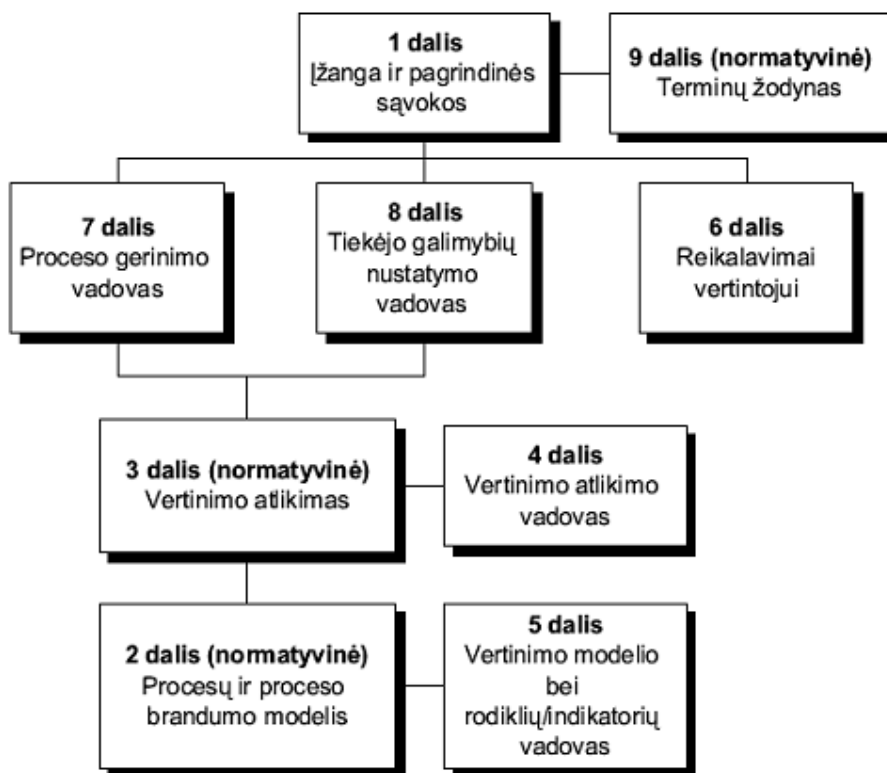 1 dalis
Įžanga ir pagrindinės
sąvokos
9 dalis (normatyvinė)
Terminų žodynas
7 dalis
Proceso gerinimo
vadovas
8 dalis
Tiekėjo galimybių
nustatymo
vadovas
6 dalis
Reikalavimai
vertintojui
3 dalis (normatyvinė)
Vertinimo atlikimas
4 dalis
Vertinimo atlikimo
vadovas
2 dalis (normatyvinė)
Procesų ir proceso
brandumo modelis
5 dalis
Vertinimo modelio
bei
rodiklių/indikatorių
vadovas